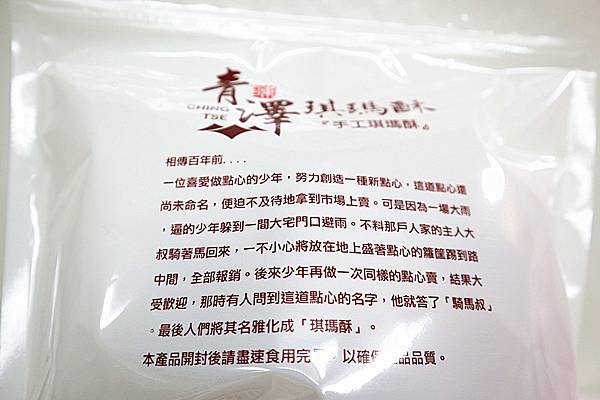 青澤 琪瑪酥
CHING TSE
『手工琪瑪酥』
相傳百年前....
一位喜愛做點心的少年，努力創造一種新點心，這道點心還
尚未命名，便迫不及待地拿到市場上賣。可是因為一場大雨
，逼的少年躲到一間大宅門口避雨。不料那戶人家的主人大
叔騎著馬回來，一不小心將放在地上盛著點心的籮筐踢到路
中間，全部報銷。後來少年再做一次同樣的點心賣，結果大
受歡迎，那時有人問到這道點心的名字，他就答了「騎馬叔」
。最後人們將其名雅化成「琪瑪酥」。
本產品開封後請盡速食用完，以確品品質。